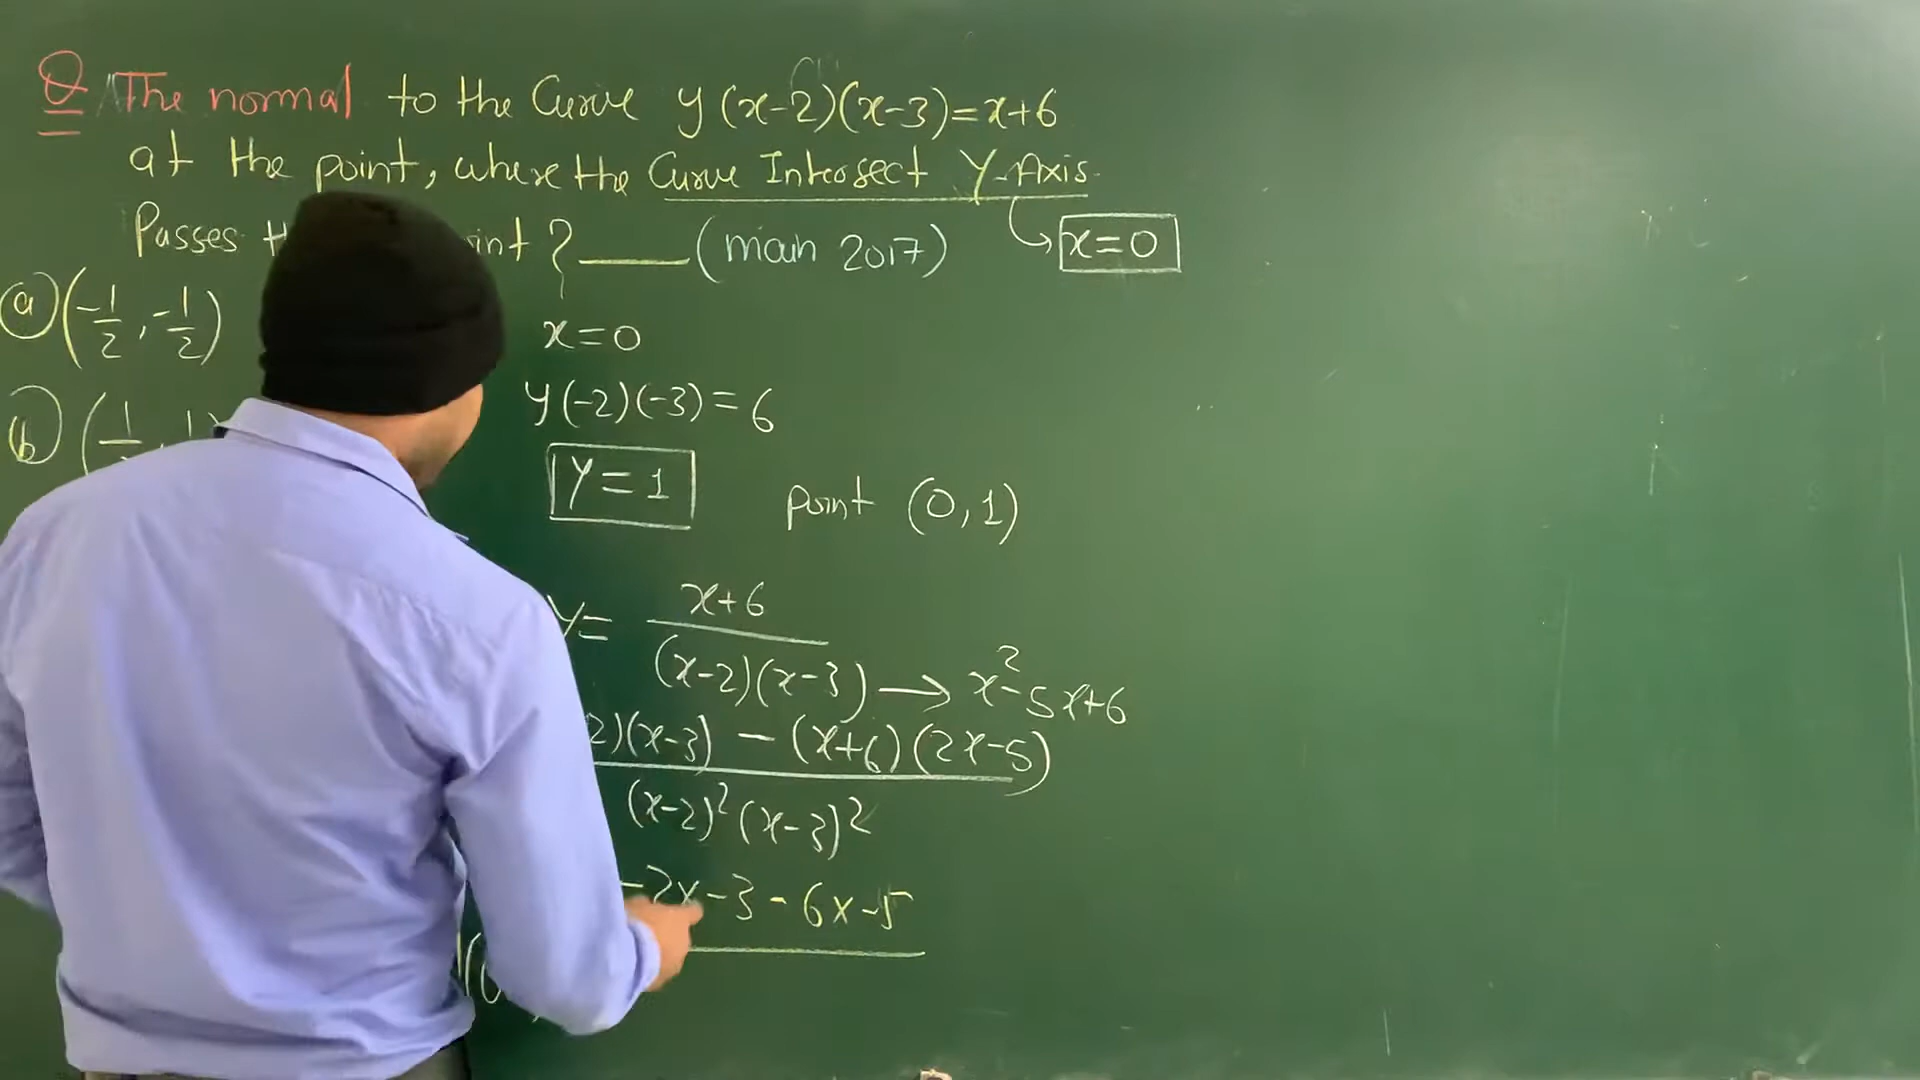 Q The normal to the Curve y(x-2)(x-3)=x+6
at the point, where the Curve Intersect Y-Axis.
Passes ? ____ (main 2017) x=0
a (-1/2, -1/2)
x=0
b
y(-2)(-3)=6
y=1
point (0,1)
y= x+6 / (x-2)(x-3) → x²-5x+6
2)(x-3) - (x+6)(2x-5)
(x-2)²(x-3)²
-2x-3-6x-5